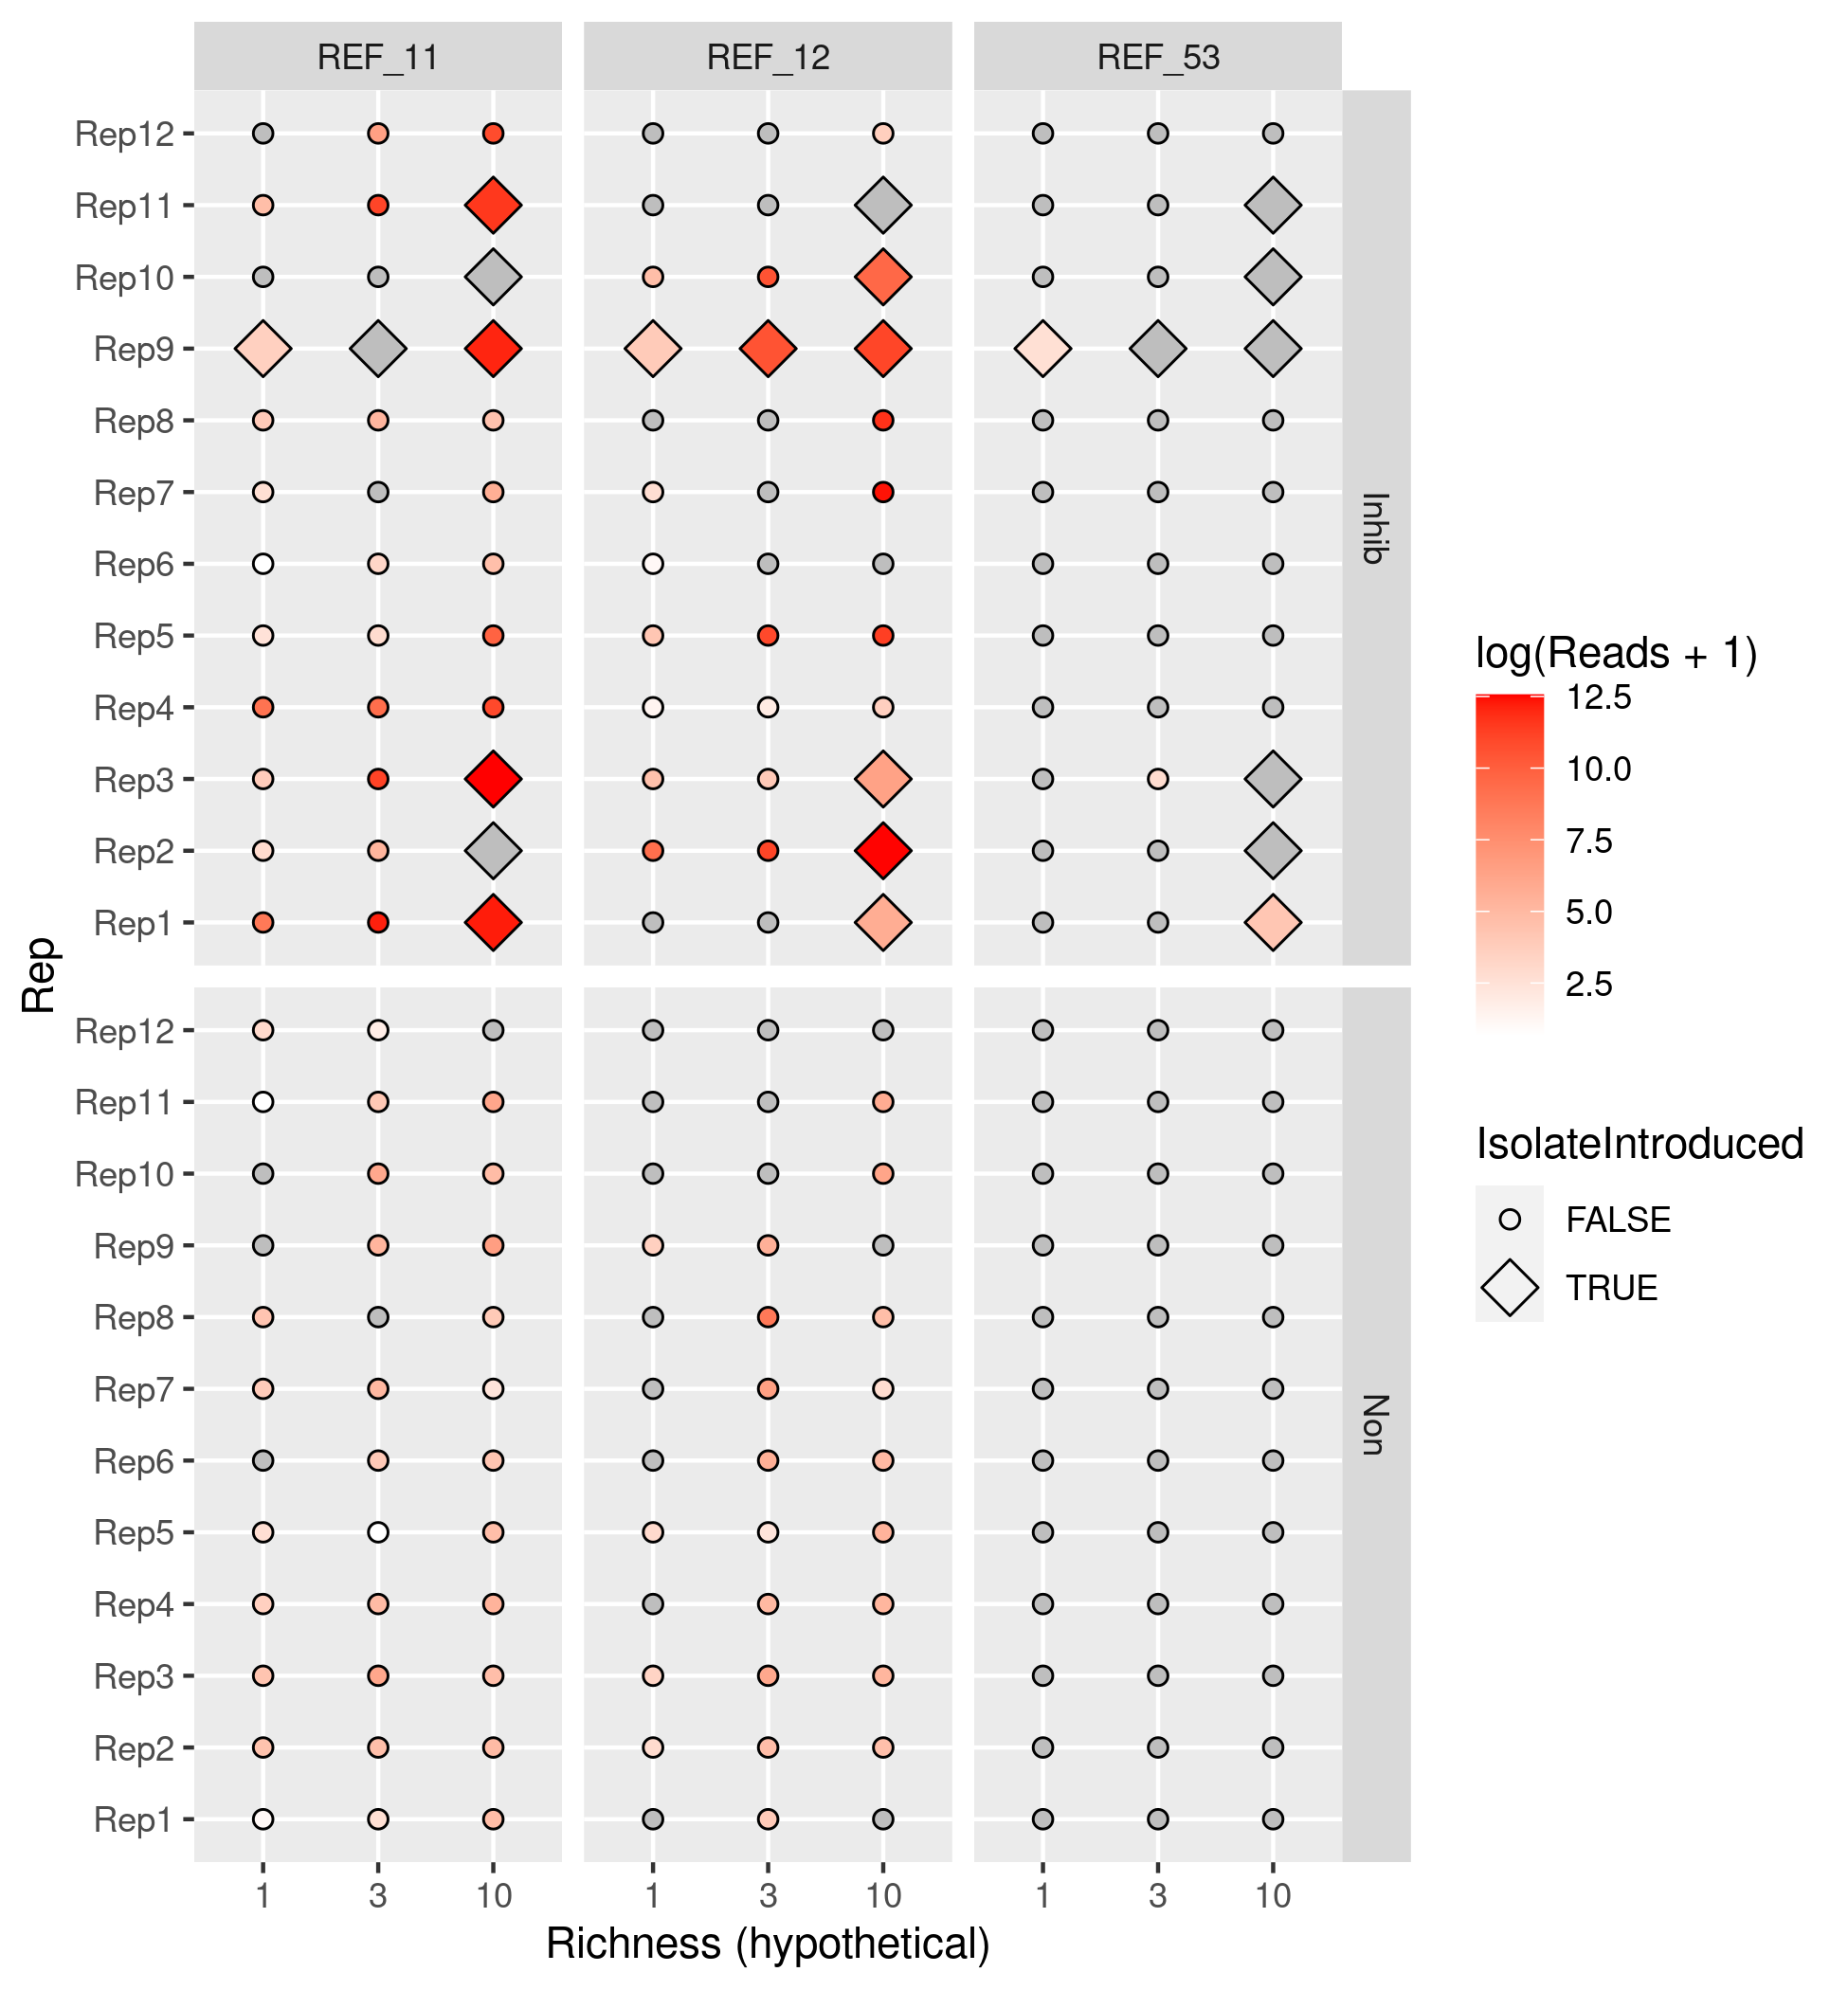 REF_11 REF_12 REF_53
Rep12
Rep11
Rep10
Rep9
Rep8
Rep7
Rep6
Rep5
Rep4
Rep3
Rep2
Rep1
Inhib
Rep12
Rep11
Rep10
Rep9
Rep8
Rep7
Rep6
Rep5
Rep4
Rep3
Rep2
Rep1
Non
Rep
1 3 10 1 3 10 1 3 10
Richness (hypothetical)
log(Reads + 1)
12.5
10.0
7.5
5.0
2.5
IsolateIntroduced
FALSE
TRUE